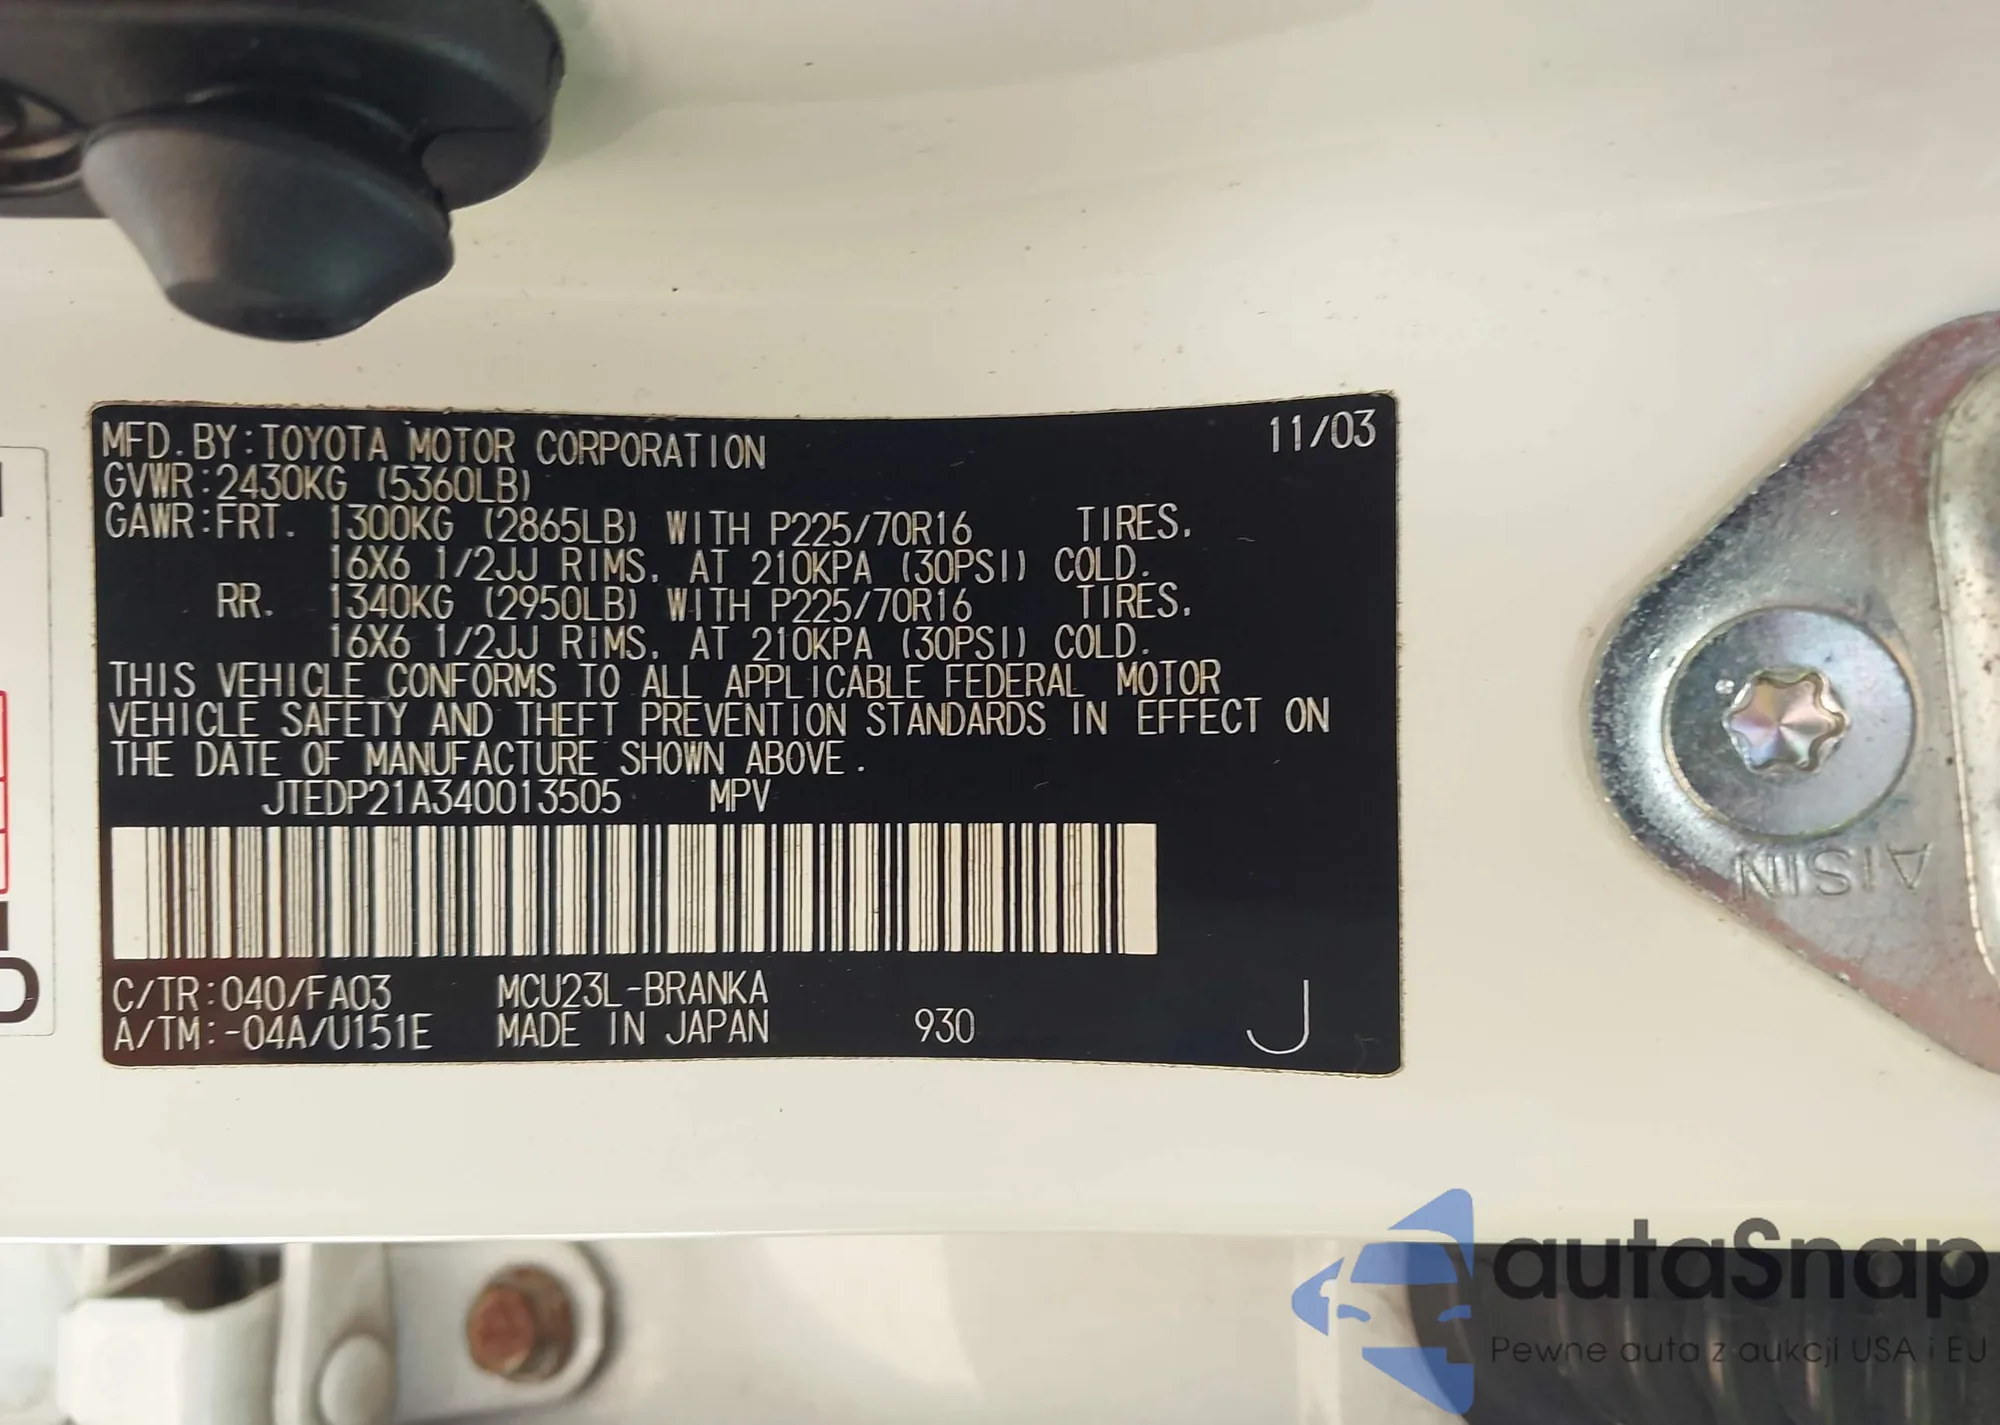 MFD. BY: TOYOTA MOTOR CORPORATION 11/03
GVWR: 2430KG (5360LB)
GAWR: FRT. 1300KG (2865LB) WITH P225/70R16 TIRES,
16X6 1/2JJ RIMS, AT 210KPA (30PSI) COLD.
RR. 1340KG (2950LB) WITH P225/70R16 TIRES,
16X6 1/2JJ RIMS, AT 210KPA (30PSI) COLD.
THIS VEHICLE CONFORMS TO ALL APPLICABLE FEDERAL MOTOR
VEHICLE SAFETY AND THEFT PREVENTION STANDARDS IN EFFECT ON
THE DATE OF MANUFACTURE SHOWN ABOVE.
JTEDP21A340013505 MPV
C/TR: 040/FA03 MCU23L-BRANKA
A/TM: -04A/U151E MADE IN JAPAN 930 J
AISIN
autaSnap
Pewne auta z aukcji USA i EU